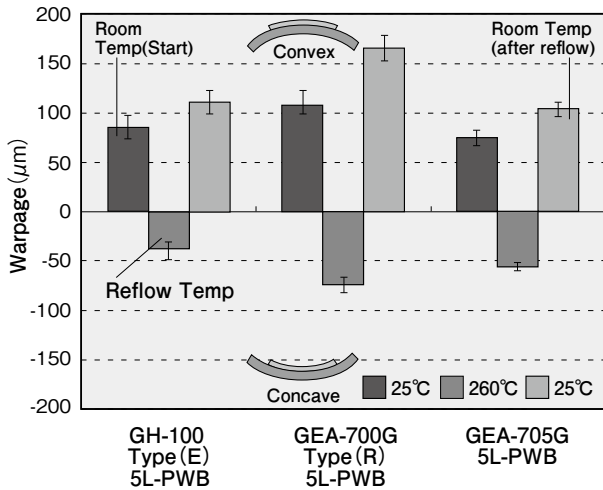 200
150
100
50
0
-50
-100
-150
-200
Warpage(μm)
Room
Temp(Start)
Convex
Room Temp
(after reflow)
Reflow Temp
Concave
25℃ 260℃ 25℃
GH-100
Type(E)
5L-PWB
GEA-700G
Type(R)
5L-PWB
GEA-705G
5L-PWB